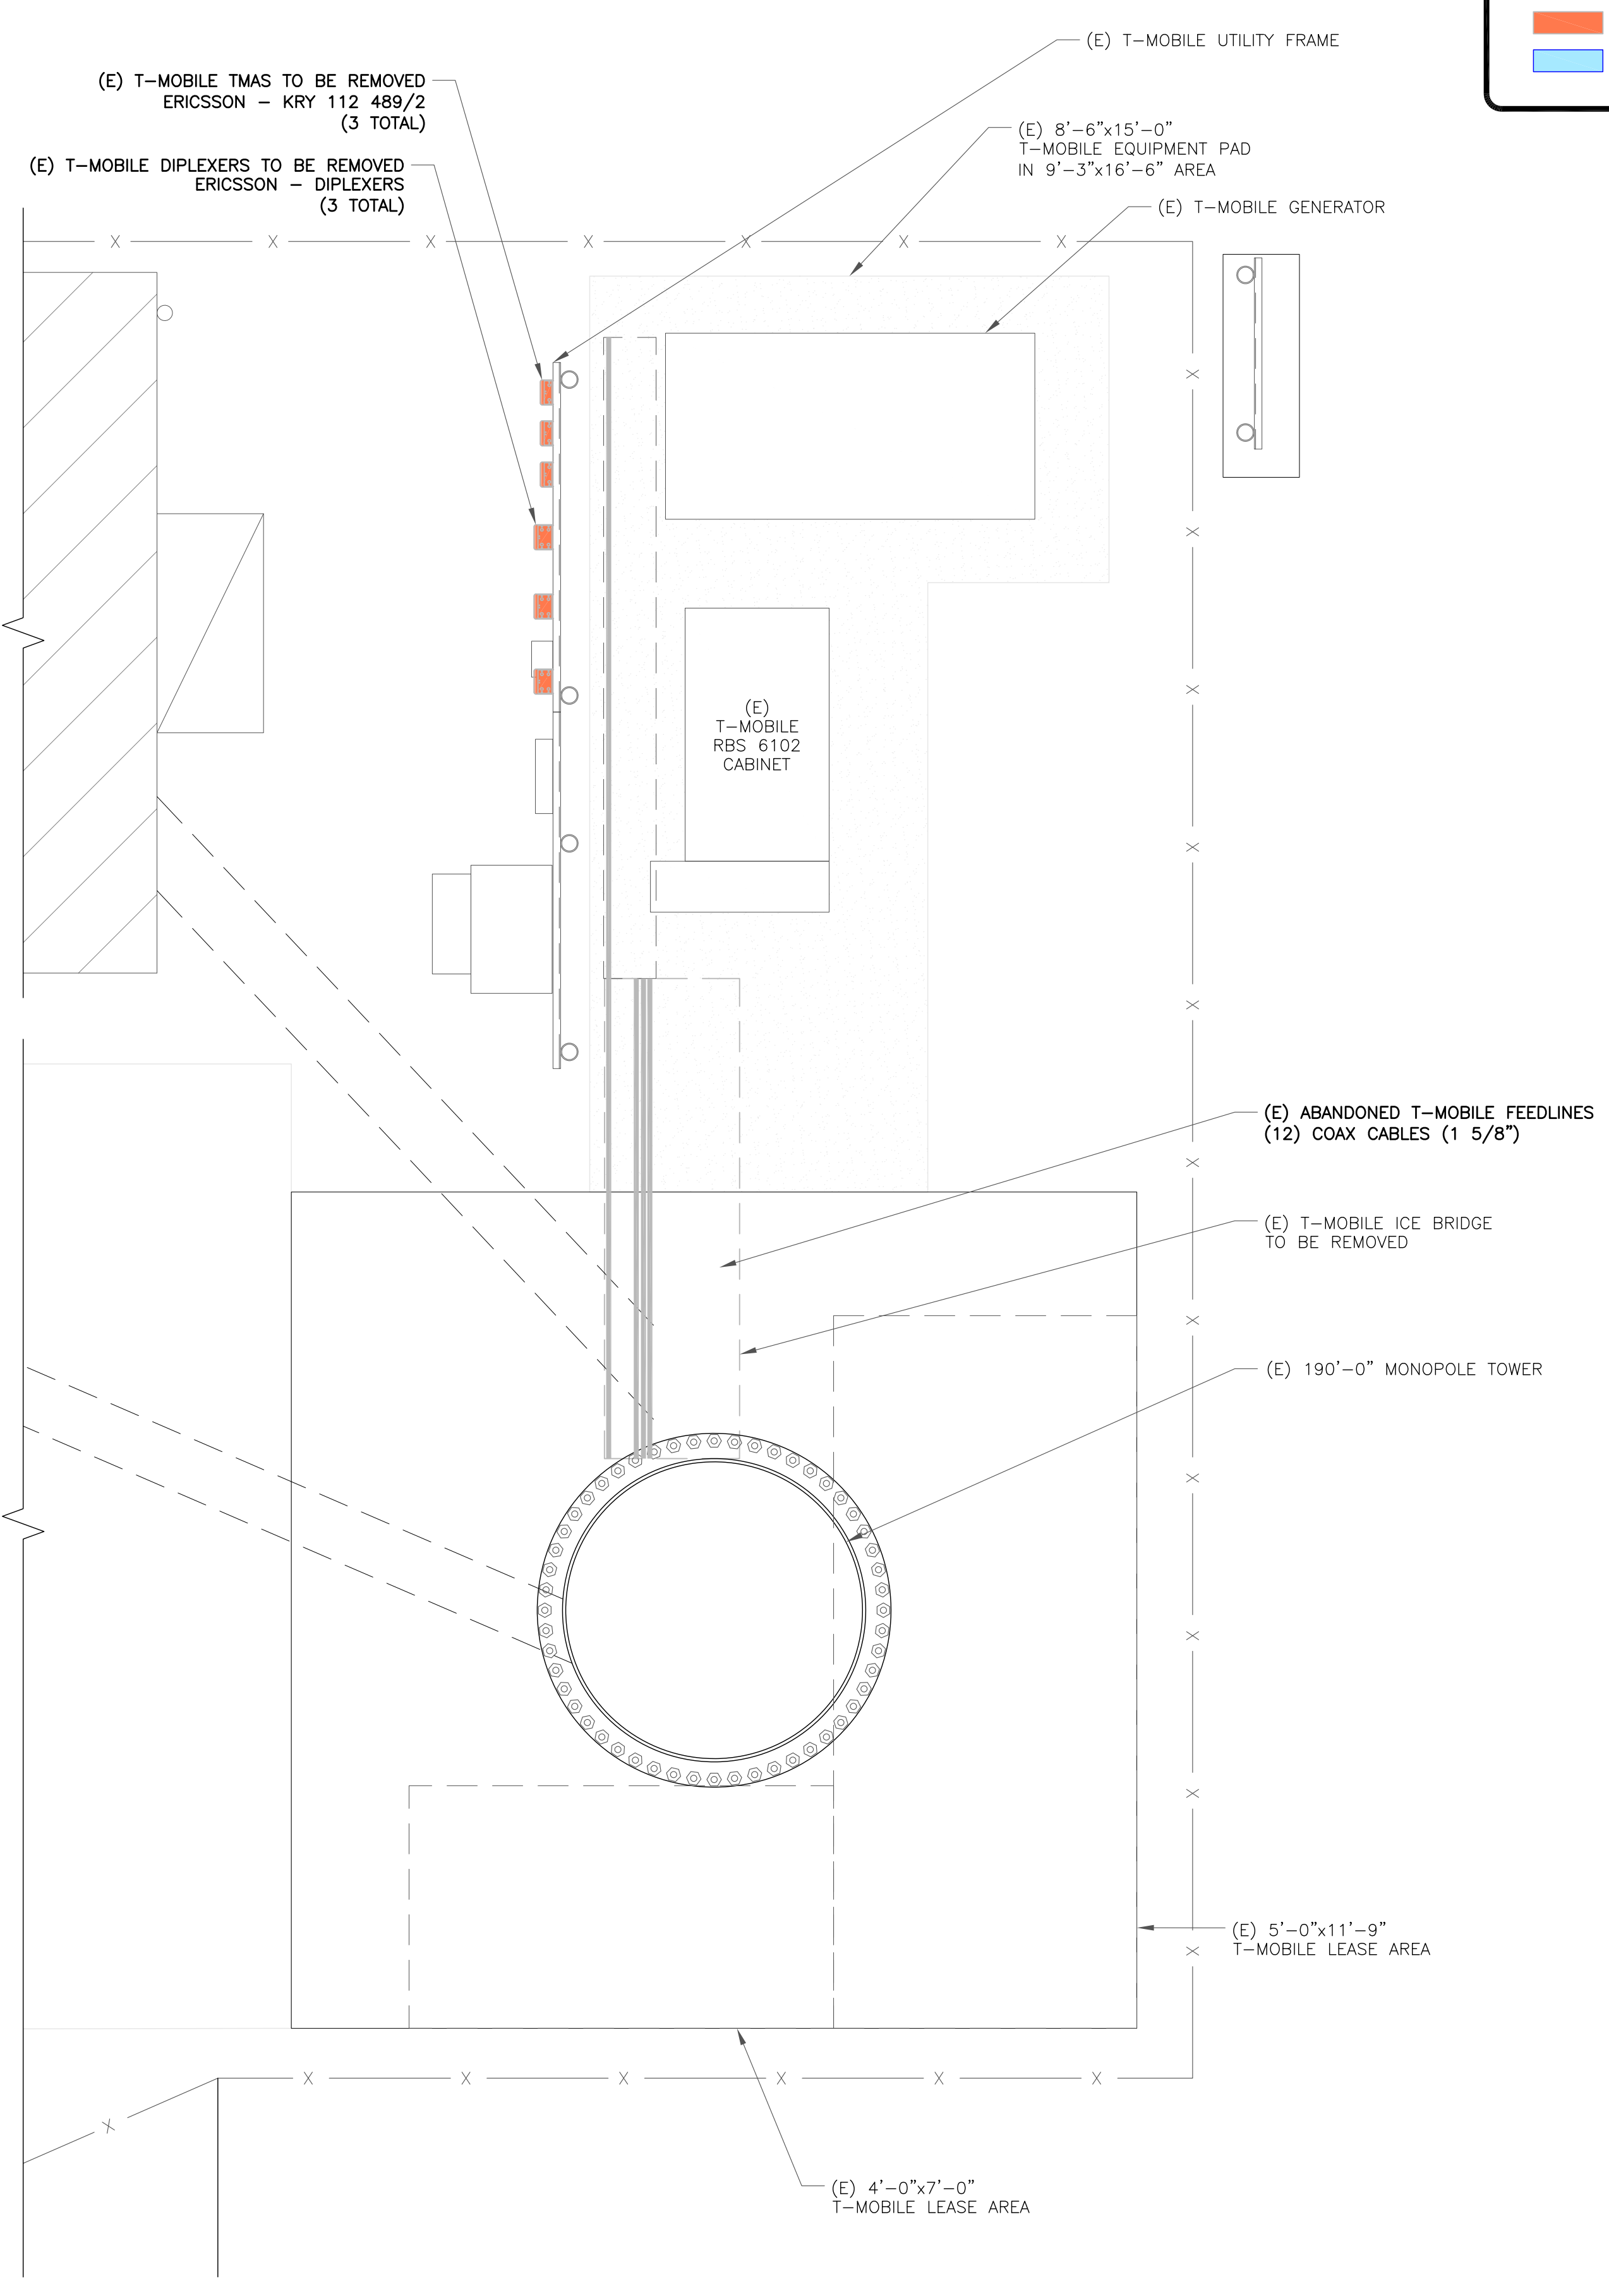 (E) T-MOBILE UTILITY FRAME
(E) T-MOBILE TMAS TO BE REMOVED
ERICSSON - KRY 112 489/2
(3 TOTAL)
(E) 8'-6"x15'-0"
T-MOBILE EQUIPMENT PAD
IN 9'-3"x16'-6" AREA
(E) T-MOBILE DIPLEXERS TO BE REMOVED
ERICSSON - DIPLEXERS
(3 TOTAL)
(E) T-MOBILE GENERATOR
(E)
T-MOBILE
RBS 6102
CABINET
(E) ABANDONED T-MOBILE FEEDLINES
(12) COAX CABLES (1 5/8")
(E) T-MOBILE ICE BRIDGE
TO BE REMOVED
(E) 190'-0" MONOPOLE TOWER
(E) 5'-0"x11'-9"
T-MOBILE LEASE AREA
(E) 4'-0"x7'-0"
T-MOBILE LEASE AREA